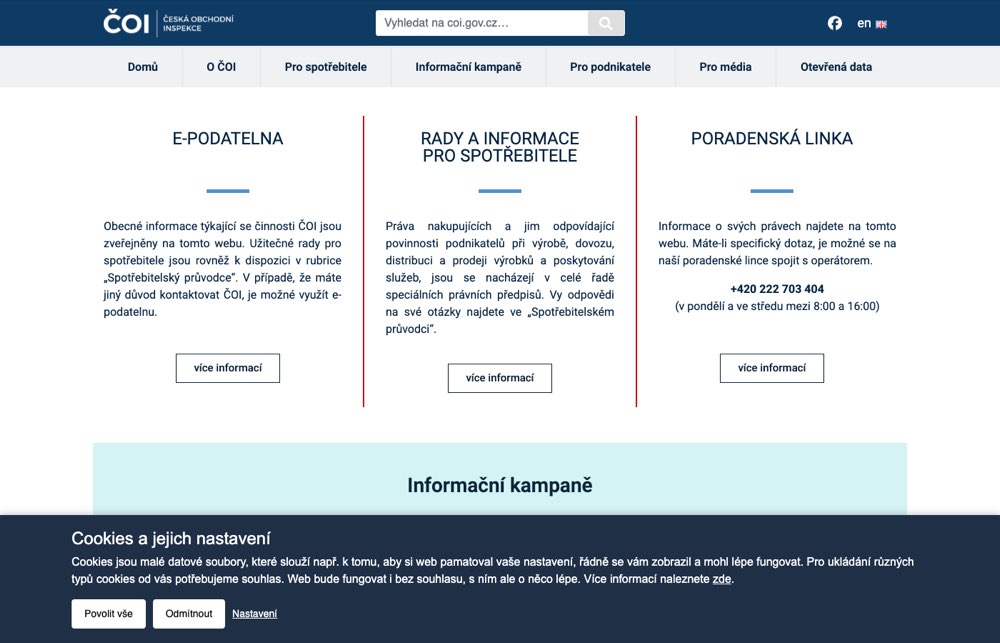 ČOI
ČESKÁ OBCHODNÍ
INSPEKCE
Vyhledat na coi.gov.cz...
en
Domů
O ČOI
Pro spotřebitele
Informační kampaně
Pro podnikatele
Pro média
Otevřená data
E-PODATELNA
Obecné informace týkající se činnosti ČOI jsou
zveřejněny na tomto webu. Užitečné rady pro
spotřebitele jsou rovněž k dispozici v rubrice
„Spotřebitelský průvodce“. V případě, že máte
jiný důvod kontaktovat ČOI, je možné využít e-
podatelnu.
více informací
RADY A INFORMACE
PRO SPOTŘEBITELE
Práva nakupujících a jim odpovídající
povinnosti podnikatelů při výrobě, dovozu,
distribuci a prodeji výrobků a poskytování
služeb, jsou se nacházejí v celé řadě
speciálních právních předpisů. Vy odpovědi
na své otázky najdete ve „Spotřebitelském
průvodci“.
více informací
PORADENSKÁ LINKA
Informace o svých právech najdete na tomto
webu. Máte-li specifický dotaz, je možné se na
naší poradenské lince spojit s operátorem.
+420 222 703 404
(v pondělí a ve středu mezi 8:00 a 16:00)
více informací
Informační kampaně
Cookies a jejich nastavení
Cookies jsou malé datové soubory, které slouží např. k tomu, aby si web pamatoval vaše nastavení, řádně se vám zobrazil a mohl lépe fungovat. Pro ukládání různých
typů cookies od vás potřebujeme souhlas. Web bude fungovat i bez souhlasu, s ním ale o něco lépe. Více informací naleznete zde.
Povolit vše
Odmítnout
Nastavení